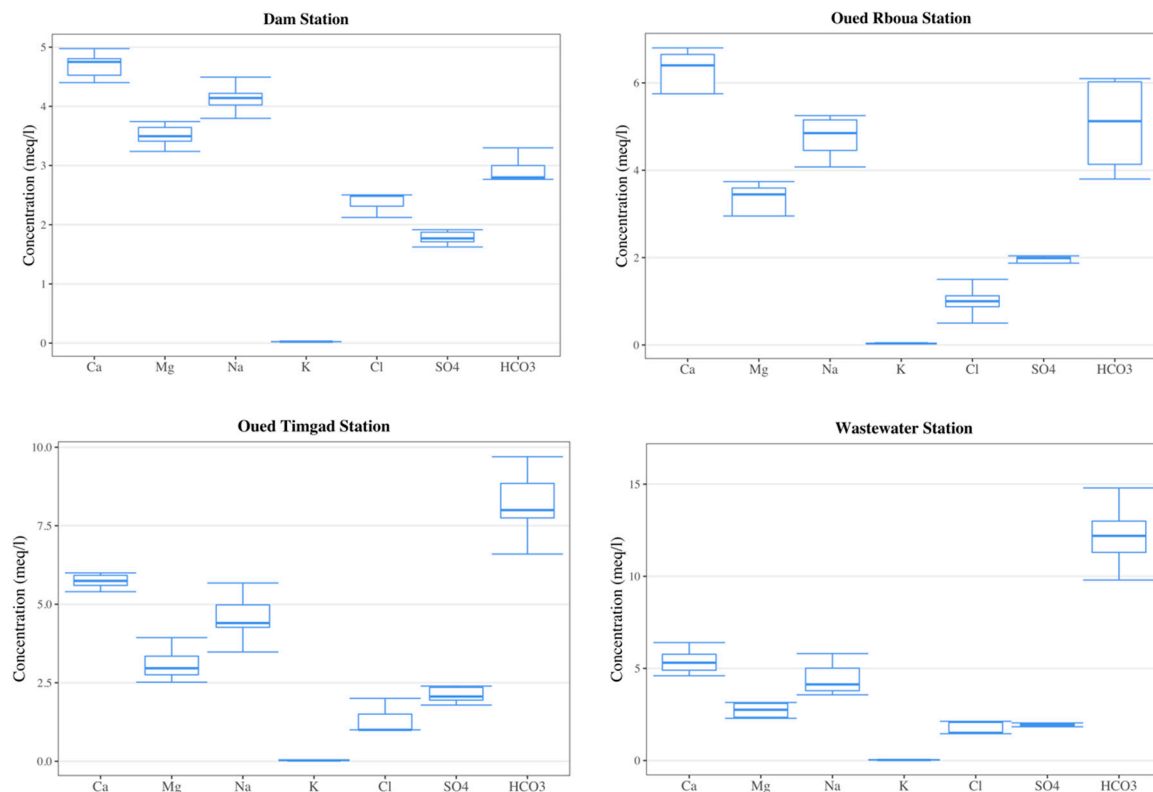 Dam Station
Concentration (meq/l)
5
4
3
2
1
0
Ca Mg Na K Cl SO4 HCO3
Oued Rboua Station
Concentration (meq/l)
6
4
2
0
Ca Mg Na K Cl SO4 HCO3
Oued Timgad Station
Concentration (meq/l)
10.0
7.5
5.0
2.5
0.0
Ca Mg Na K Cl SO4 HCO3
Wastewater Station
Concentration (meq/l)
15
10
5
0
Ca Mg Na K Cl SO4 HCO3